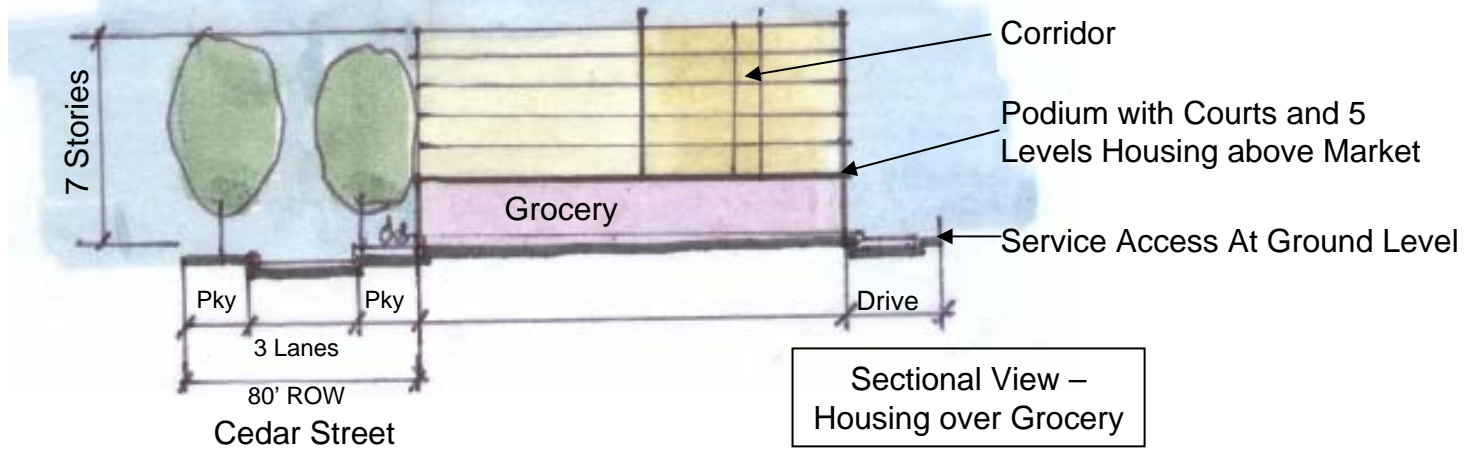 7 Stories
Corridor
Podium with Courts and 5
Levels Housing above Market
Grocery
Service Access At Ground Level
Pky
Pky
Drive
3 Lanes
80' ROW
Cedar Street
Sectional View –
Housing over Grocery